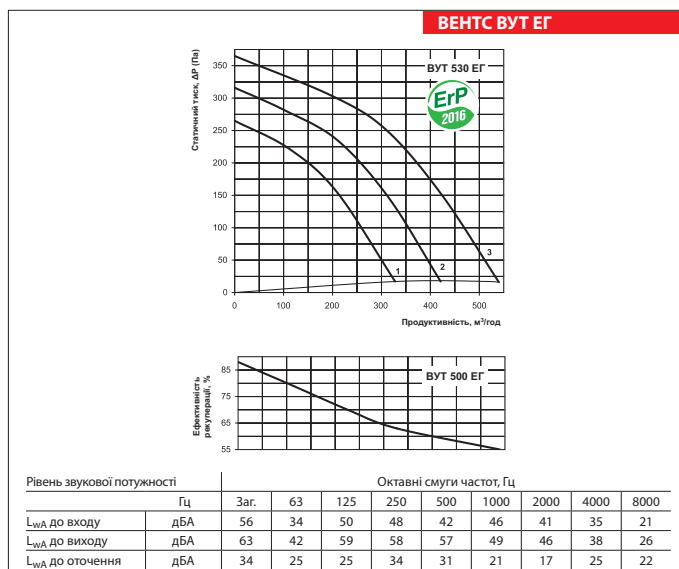 ВЕНТС ВУТ ЕГ
ВУТ 530 ЕГ
ErP
2016
Статичний тиск, ΔP (Па)
350
300
250
200
150
100
50
0
1
2
3
0 100 200 300 400 500
Продуктивність, м³/год
ВУТ 500 ЕГ
Ефективність
рекуперації, %
85
75
65
55
Рівень звукової потужності Октавні смуги частот, Гц
Гц Заг. 63 125 250 500 1000 2000 4000 8000
LwA до входу дБА 56 34 50 48 42 46 41 35 21
LwA до виходу дБА 63 42 59 58 57 49 46 38 26
LwA до оточення дБА 34 25 25 34 31 21 17 25 22